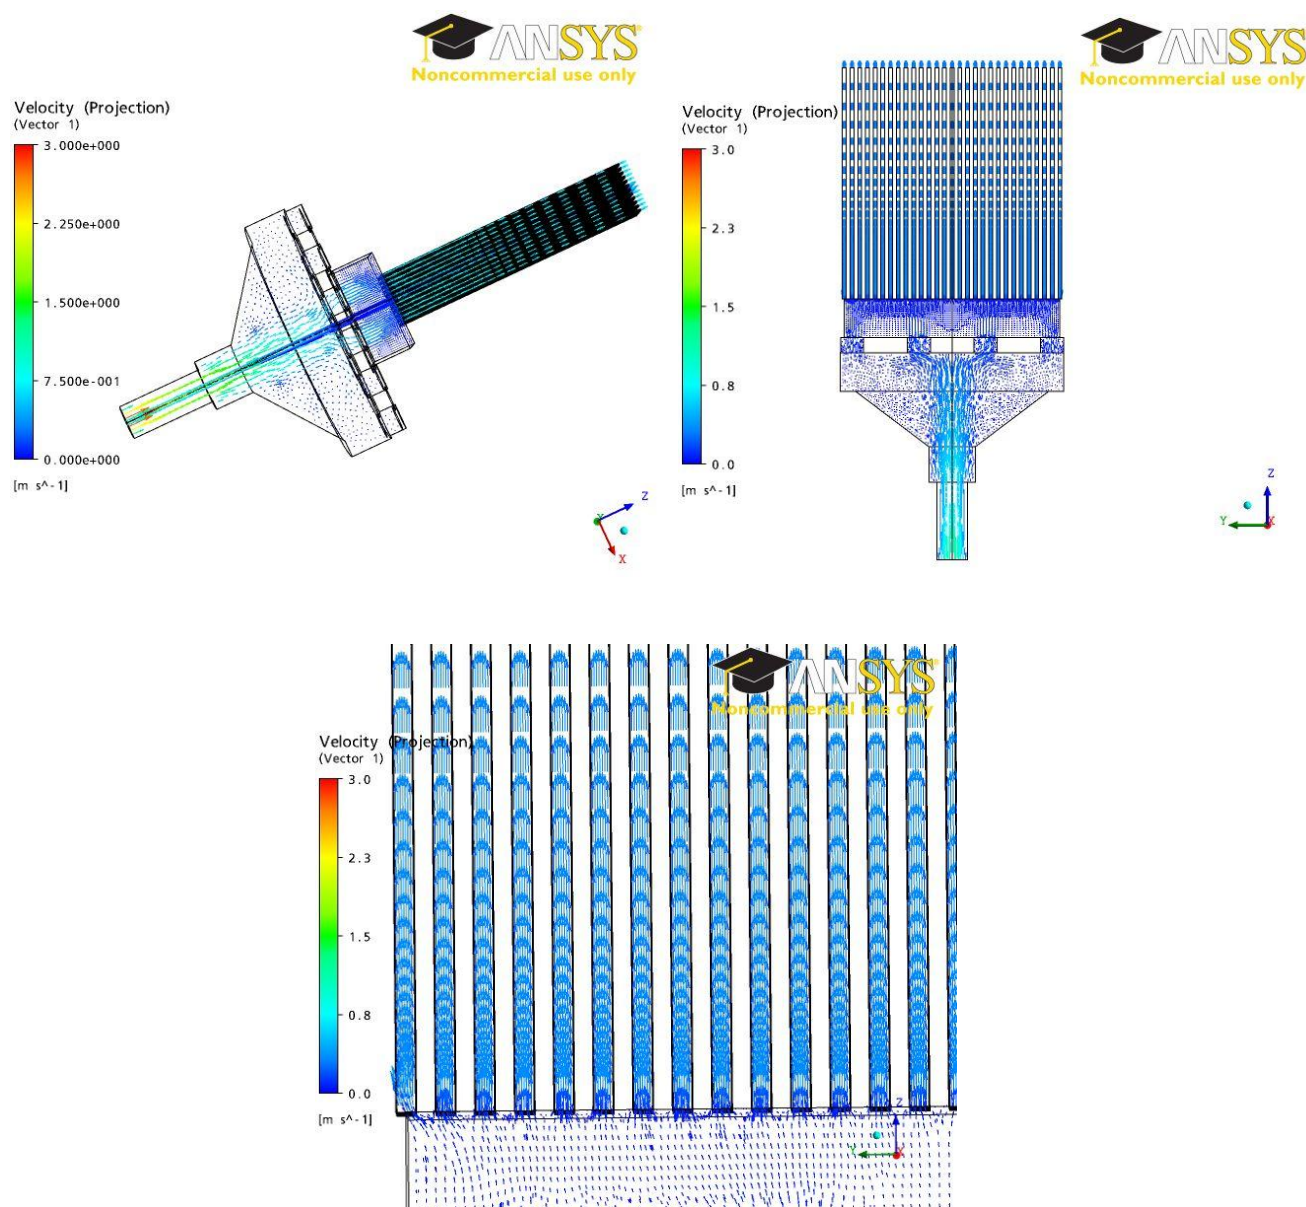 ANSYS®
Noncommercial use only
Velocity (Projection)
(Vector 1)
3.000e+000
2.250e+000
1.500e+000
7.500e-001
0.000e+000
[m s^-1]
Z
Y
X
ANSYS
Noncommercial use only
Velocity (Projection)
(Vector 1)
3.0
2.3
1.5
0.8
0.0
[m s^-1]
Z
Y
X
ANSYS®
Noncommercial use only
Velocity (Projection)
(Vector 1)
3.0
2.3
1.5
0.8
0.0
[m s^-1]
Z
Y
X